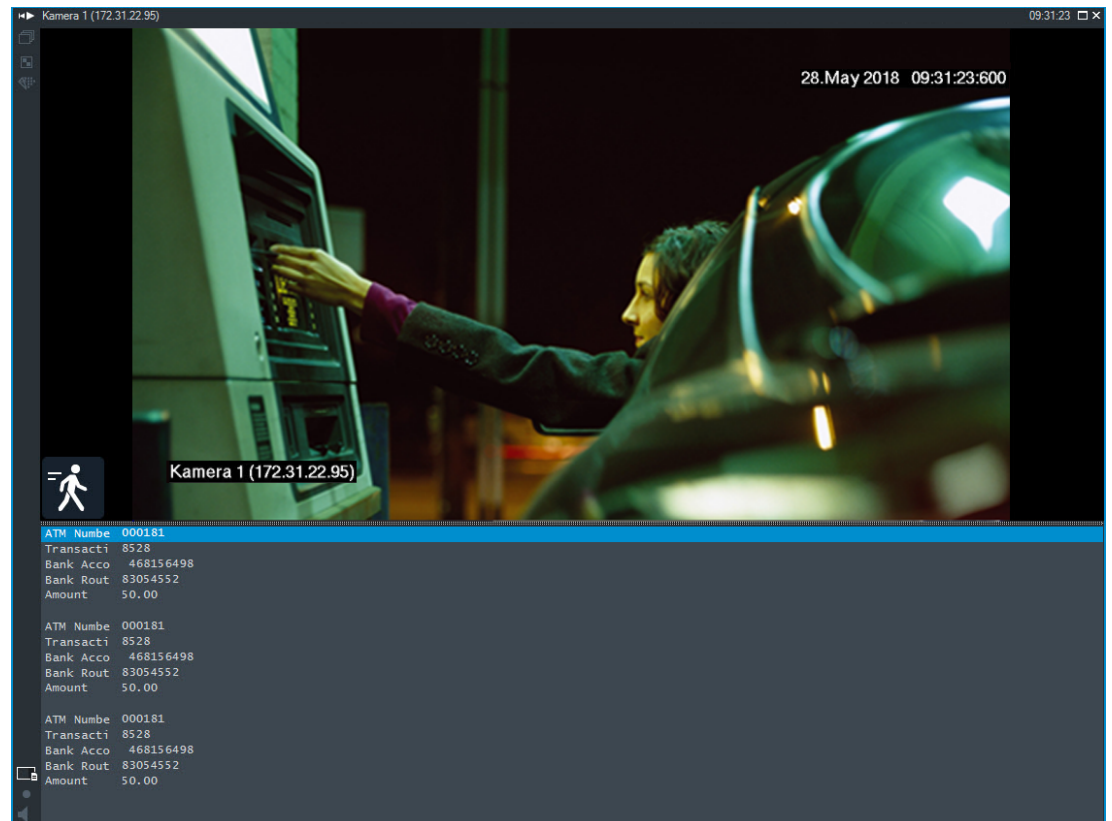 Kamera 1 (172.31.22.95) 09:31:23
28.May 2018 09:31:23:600
Kamera 1 (172.31.22.95)
ATM Numbe 000181
Transacti 8528
Bank Acco 468156498
Bank Rout 83054552
Amount 50.00
ATM Numbe 000181
Transacti 8528
Bank Acco 468156498
Bank Rout 83054552
Amount 50.00
ATM Numbe 000181
Transacti 8528
Bank Acco 468156498
Bank Rout 83054552
Amount 50.00